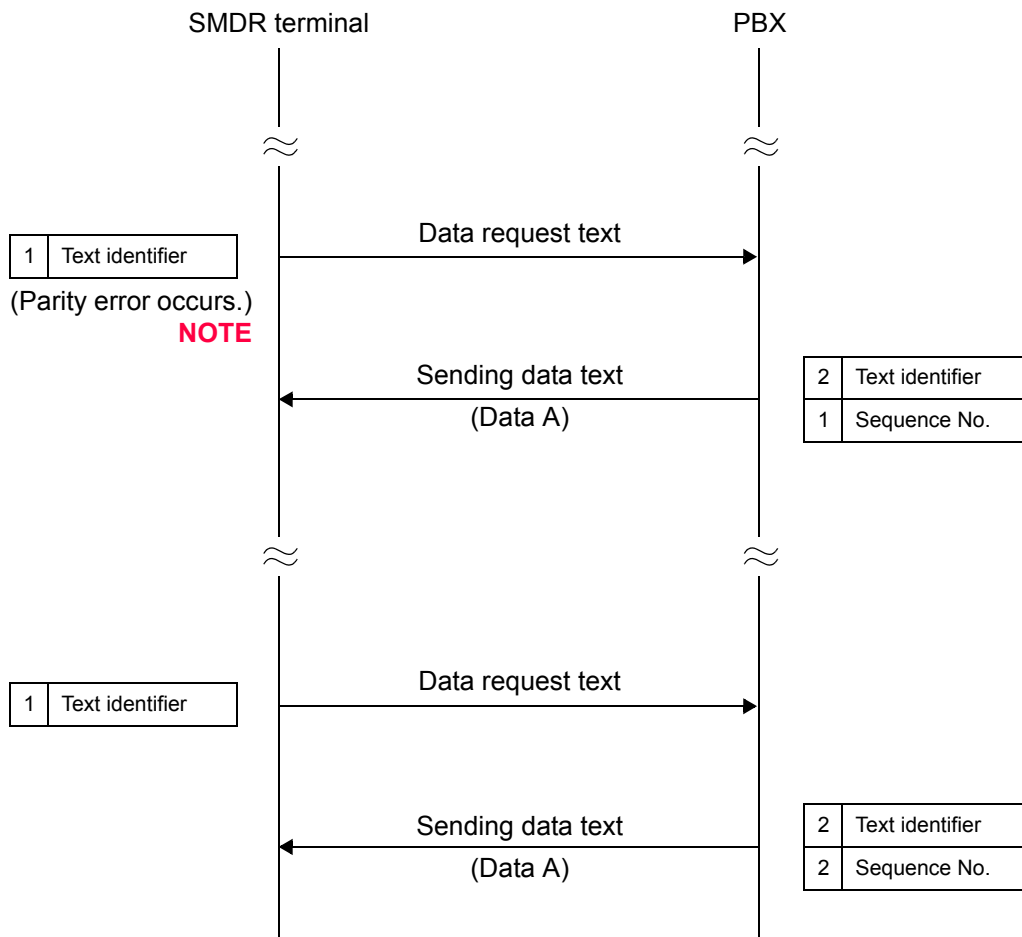 SMDR terminal
PBX
Data request text
1 Text identifier
(Parity error occurs.)
NOTE
Sending data text
(Data A)
2 Text identifier
1 Sequence No.
Data request text
1 Text identifier
Sending data text
(Data A)
2 Text identifier
2 Sequence No.